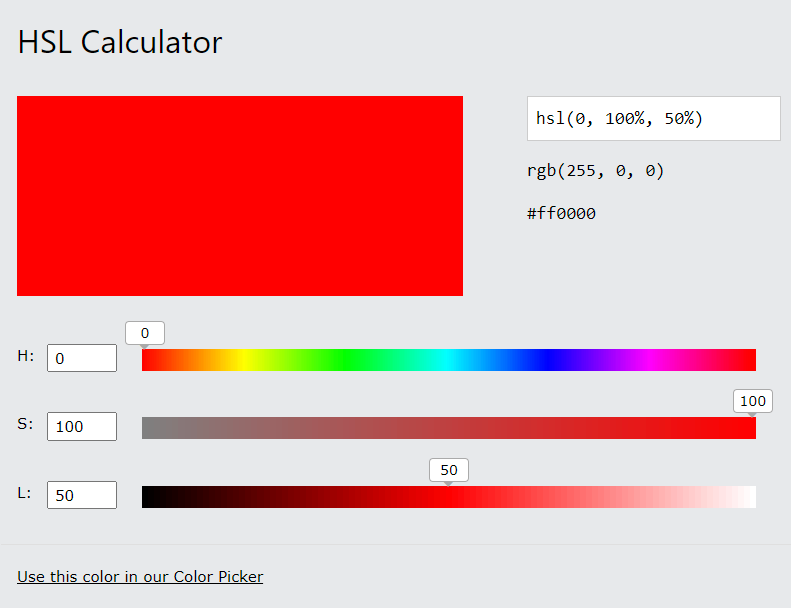 HSL Calculator
hsl(0, 100%, 50%)
rgb(255, 0, 0)
#ff0000
0
H: 0
100
S: 100
50
L: 50
Use this color in our Color Picker